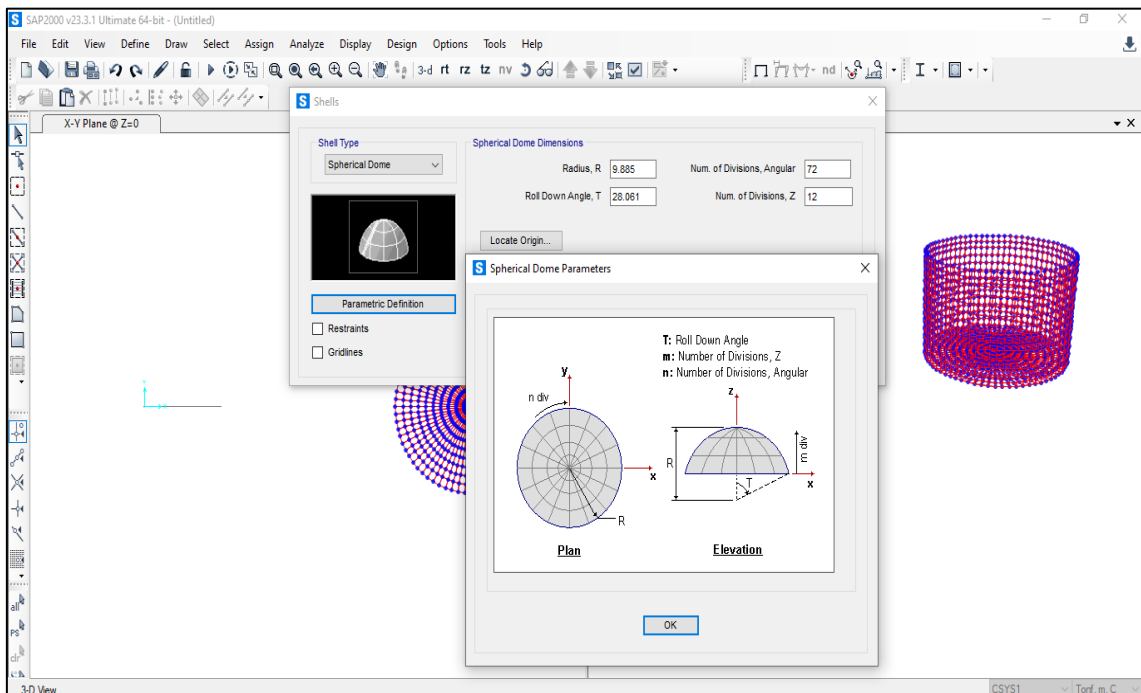 S SAP2000 v23.3.1 Ultimate 64-bit - (Untitled)
File Edit View Define Draw Select Assign Analyze Display Design Options Tools Help
3-d rt rz tz nv nd
X-Y Plane @ Z=0
S Shells
Shell Type
Spherical Dome
Parametric Definition
Restraints
Gridlines
Spherical Dome Dimensions
Radius, R 9.885 Num. of Divisions, Angular 72
Roll Down Angle, T 28.061 Num. of Divisions, Z 12
Locate Origin...
S Spherical Dome Parameters
T: Roll Down Angle
m: Number of Divisions, Z
n: Number of Divisions, Angular
y
n div
x
R
Plan
z
R
T
m div
x
Elevation
OK
all
PS
clr
3-D View CSYS1 Tonf, m, C